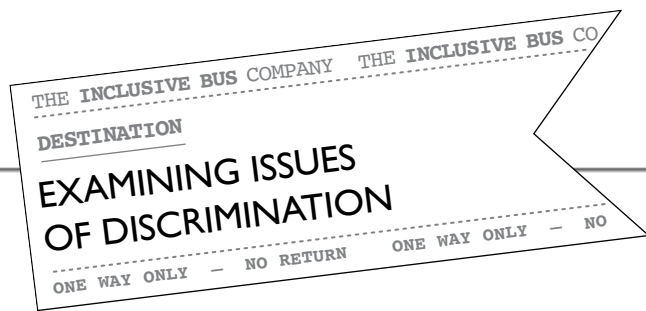 THE INCLUSIVE BUS COMPANY THE INCLUSIVE BUS CO
DESTINATION
EXAMINING ISSUES
OF DISCRIMINATION
ONE WAY ONLY — NO RETURN ONE WAY ONLY — NO